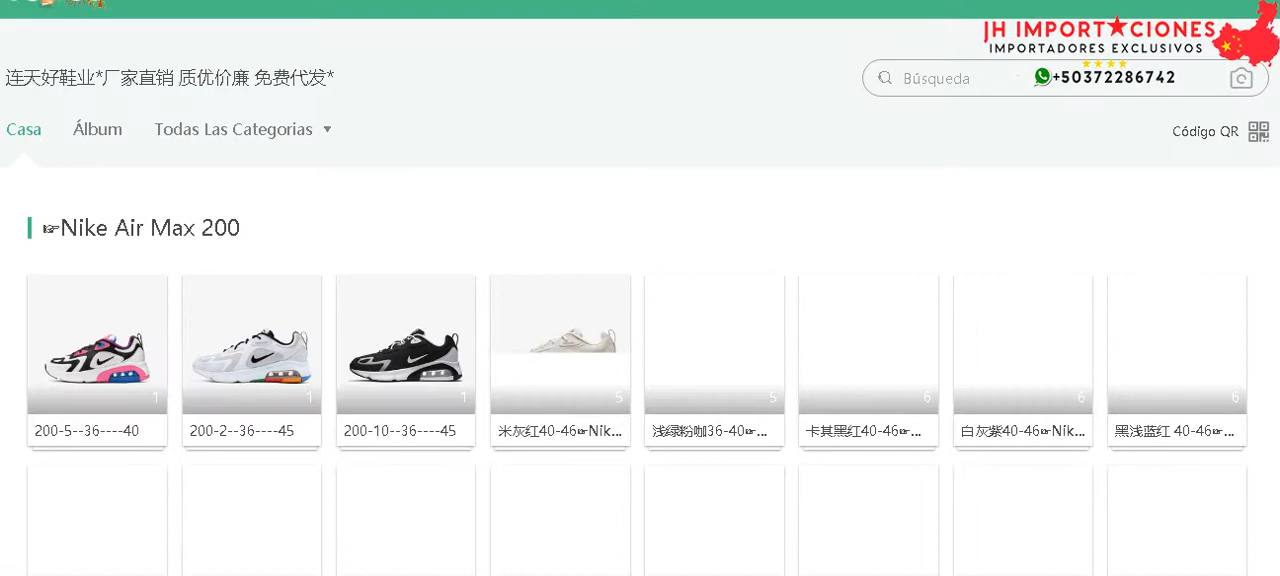 JH IMPORT★CIONES
IMPORTADORES EXCLUSIVOS
连天好鞋业*厂家直销 质优价廉 免费代发*
Búsqueda
+50372286742
Casa
Álbum
Todas Las Categorias ▼
Código QR
☞Nike Air Max 200
1
1
1
5
5
6
6
6
200-5--36----40
200-2--36----45
200-10--36----45
米灰红40-46☞Nik...
浅绿粉咖36-40☞...
卡其黑红40-46☞...
白灰紫40-46☞Nik...
黑浅蓝红 40-46☞...